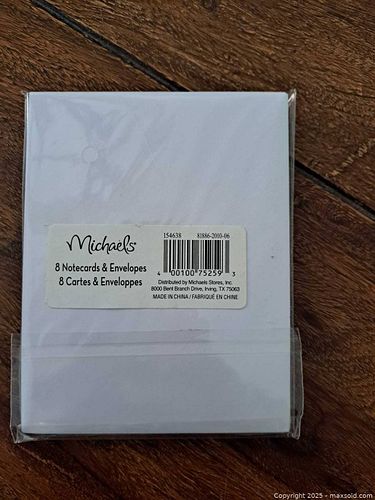 Michaels®
8 Notecards & Envelopes
8 Cartes & Enveloppes
154638 81886-2010-06
4 00100 75259 3
Distributed by Michaels Stores, Inc.
8000 Bent Branch Drive, Irving, TX 75063
MADE IN CHINA / FABRIQUÉ EN CHINE
Copyright 2025 - maxsold.com